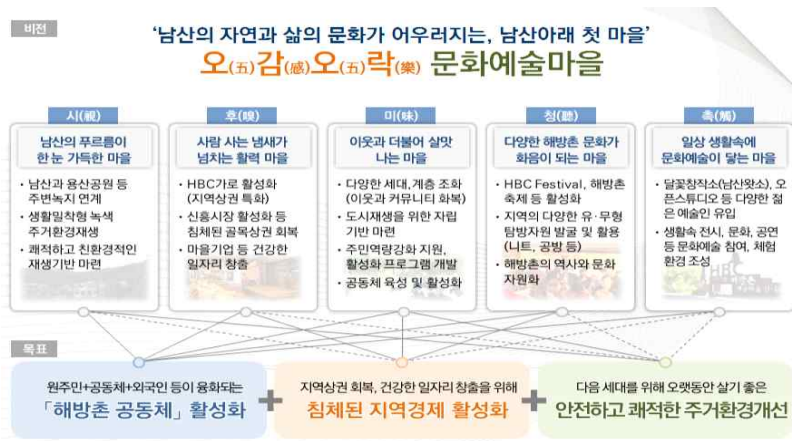 비전
‘남산의 자연과 삶의 문화가 어우러지는, 남산아래 첫 마을’
오(五)감(感)오(五)락(樂) 문화예술마을
시(視)
남산의 푸르름이
한 눈 가득한 마을
• 남산과 용산공원 등
주변녹지 연계
• 생활밀착형 녹색
주거환경재생
• 쾌적하고 친환경적인
재생기반 마련
후(嗅)
사람 사는 냄새가
넘치는 활력 마을
• HBC가로 활성화
(지역상권 특화)
• 신흥시장 활성화 등
침체된 골목상권 회복
• 마을기업 등 건강한
일자리 창출
미(味)
이웃과 더불어 살맛
나는 마을
• 다양한 세대,계층 조화
(이웃과 커뮤니티 회복)
• 도시재생을 위한 자립
기반 마련
• 주민역량강화 지원,
활성화 프로그램 개발
• 공동체 육성 및 활성화
청(聽)
다양한 해방촌 문화가
화음이 되는 마을
• HBC Festival, 해방촌
축제 등 활성화
• 지역의 다양한 유·무형
탐방자원 발굴 및 활용
(니트, 공방 등)
• 해방촌의 역사와 문화
자원화
촉(觸)
일상 생활속에
문화예술이 닿는 마을
• 달꽃창작소(남산왓소), 오
픈스튜디오 등 다양한 젊
은 예술인 유입
• 생활속 전시, 문화, 공연
등 문화예술 참여, 체험
환경 조성
HBC
목표
원주민+공동체+외국인 등이 융화되는
「해방촌 공동체」 활성화
+
지역상권 회복, 건강한 일자리 창출을 위해
침체된 지역경제 활성화
+
다음 세대를 위해 오랫동안 살기 좋은
안전하고 쾌적한 주거환경개선